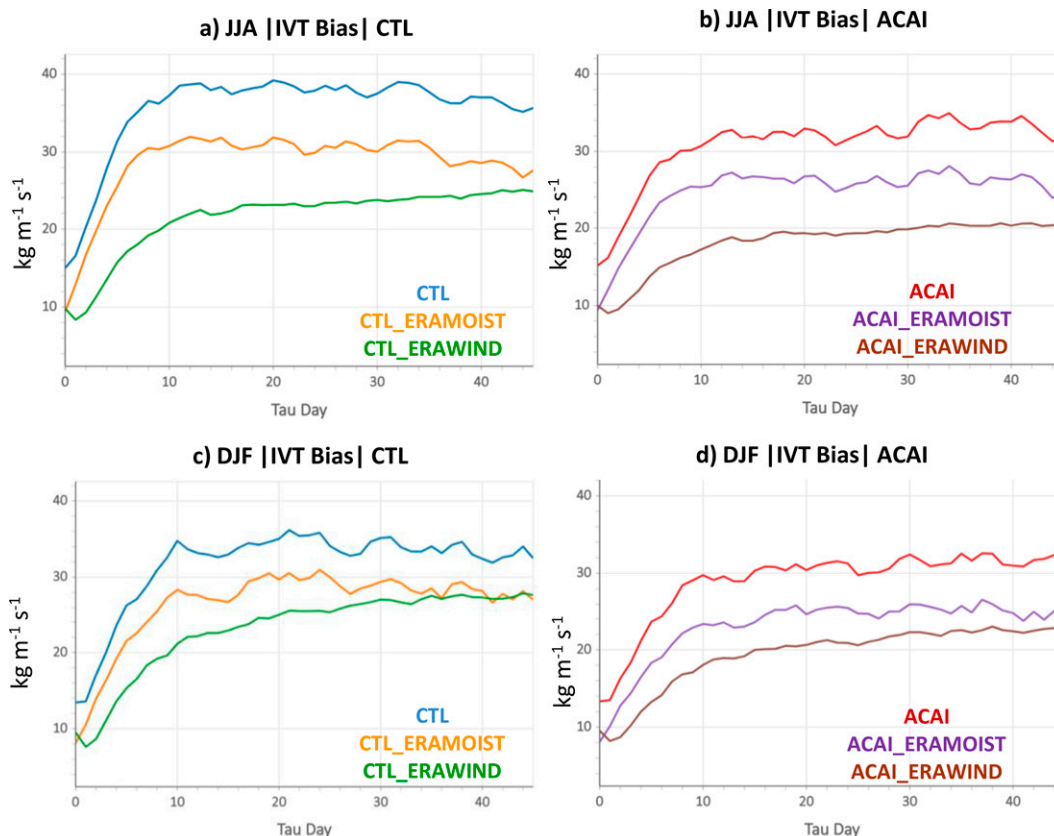 a) JJA |IVT Bias| CTL
kg m-1 s-1
40
30
20
10
0
10
20
30
40
Tau Day
CTL
CTL_ERAMOIST
CTL_ERAWIND
b) JJA |IVT Bias| ACAI
kg m-1 s-1
40
30
20
10
0
10
20
30
40
Tau Day
ACAI
ACAI_ERAMOIST
ACAI_ERAWIND
c) DJF |IVT Bias| CTL
kg m-1 s-1
40
30
20
10
0
10
20
30
40
Tau Day
CTL
CTL_ERAMOIST
CTL_ERAWIND
d) DJF |IVT Bias| ACAI
kg m-1 s-1
40
30
20
10
0
10
20
30
40
Tau Day
ACAI
ACAI_ERAMOIST
ACAI_ERAWIND